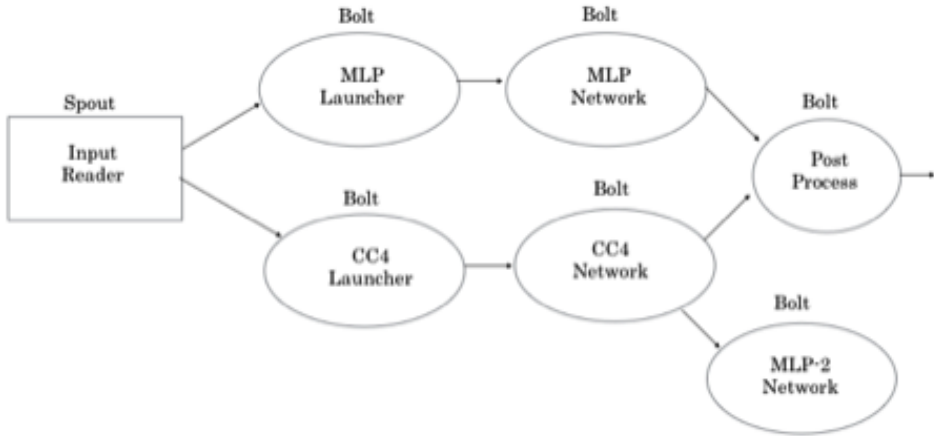 Bolt
Bolt
MLP
Launcher
MLP
Network
Spout
Bolt
Input
Reader
Post
Process
Bolt
Bolt
CC4
Launcher
CC4
Network
Bolt
MLP-2
Network